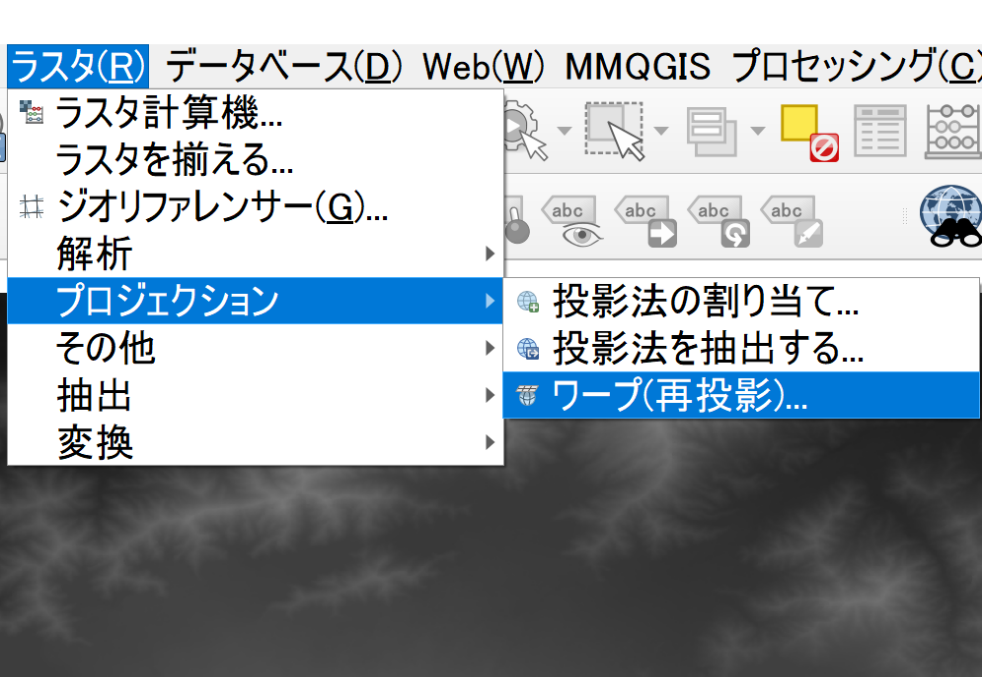 ラスタ(R) データベース(D) Web(W) MMQGIS プロセッシング(C)
ラスタ計算機...
ラスタを揃える...
ジオリファレンサー(G)...
abc abc abc abc
解析
プロジェクション
投影法の割り当て...
その他
投影法を抽出する...
抽出
ワープ(再投影)...
変換